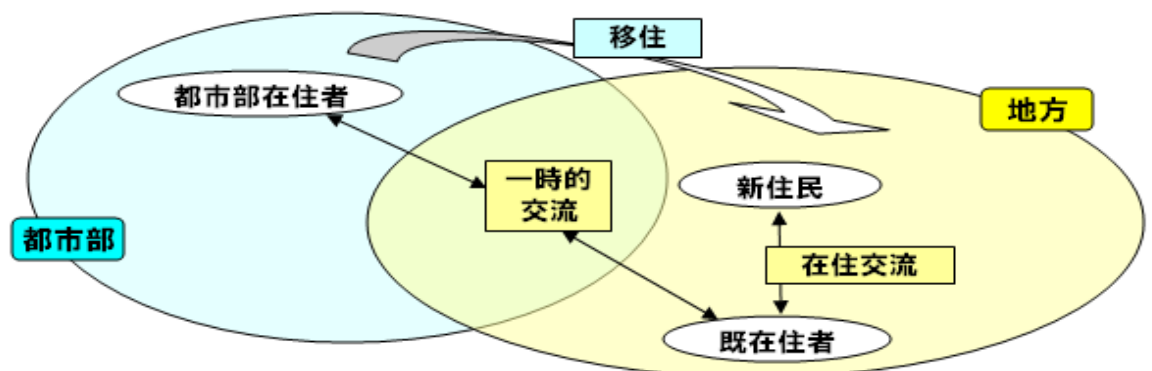 移住
都市部在住者
地方
一時的
交流
新住民
都市部
在住交流
既在住者